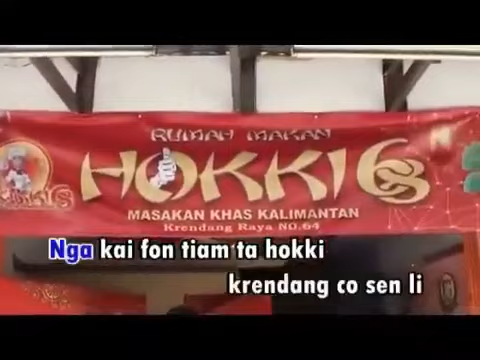 RUMAH MAKAN
HOKKI 68
MASAKAN KHAS KALIMANTAN
Krendang Raya NO.64
Nga kai fon tiam ta hokki
krendang co sen li